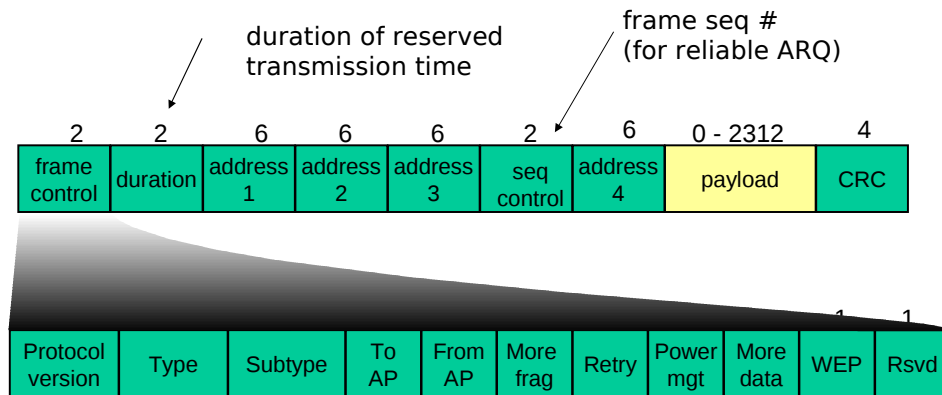 duration of reserved
transmission time
frame seq #
(for reliable ARQ)
2 2 6 6 6 2 6 0 - 2312 4
frame
control
duration
address
1
address
2
address
3
seq
control
address
4
payload
CRC
1 1
Protocol
version
Type
Subtype
To
AP
From
AP
More
frag
Retry
Power
mgt
More
data
WEP
Rsvd